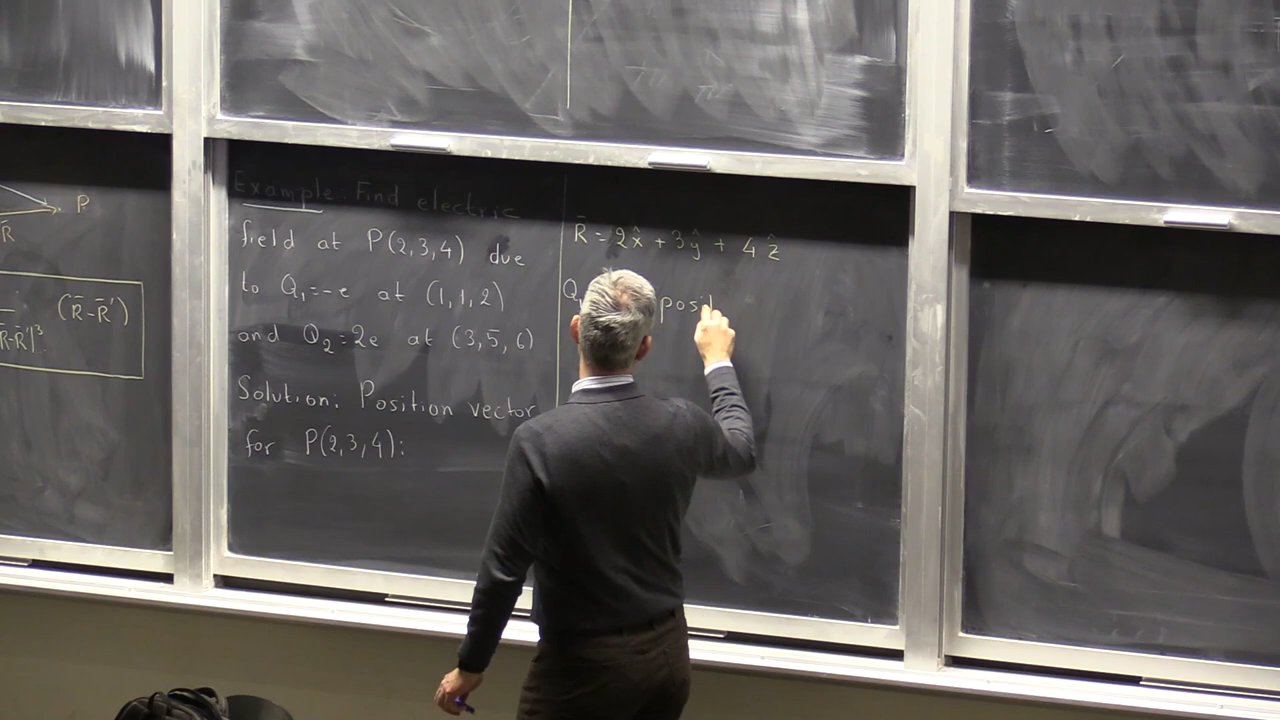 P
R̄
(R̄-R̄')
R̄-R̄'|³
Example: Find electric
field at P(2,3,4) due
to Q₁=-e at (1,1,2)
and Q₂=2e at (3,5,6)
Solution: Position vector
for P(2,3,4):
R̄ = 2x̂ + 3ŷ + 4ẑ
Q₁ posit